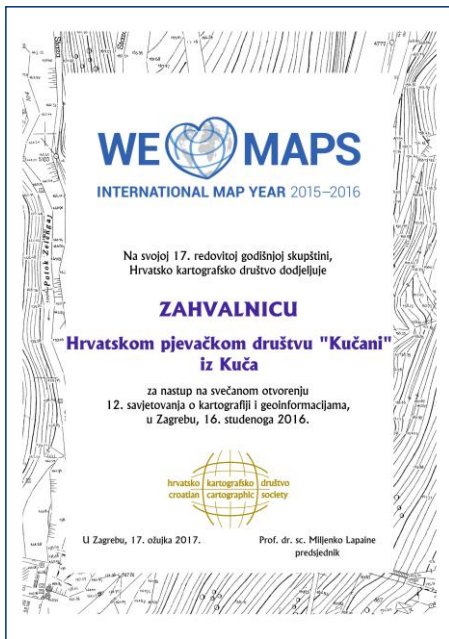 WE MAPS
INTERNATIONAL MAP YEAR 2015–2016
Na svojoj 17. redovitoj godišnjoj skupštini,
Hrvatsko kartografsko društvo dodjeljuje
ZAHVALNICU
Hrvatskom pjevačkom društvu "Kučani"
iz Kuča
za nastup na svečanom otvorenju
12. savjetovanja o kartografiji i geoinformacijama,
u Zagrebu, 16. studenoga 2016.
hrvatsko kartografsko društvo
croatian cartographic society
U Zagrebu, 17. ožujka 2017. Prof. dr. sc. Miljenko Lapaine
predsjednik